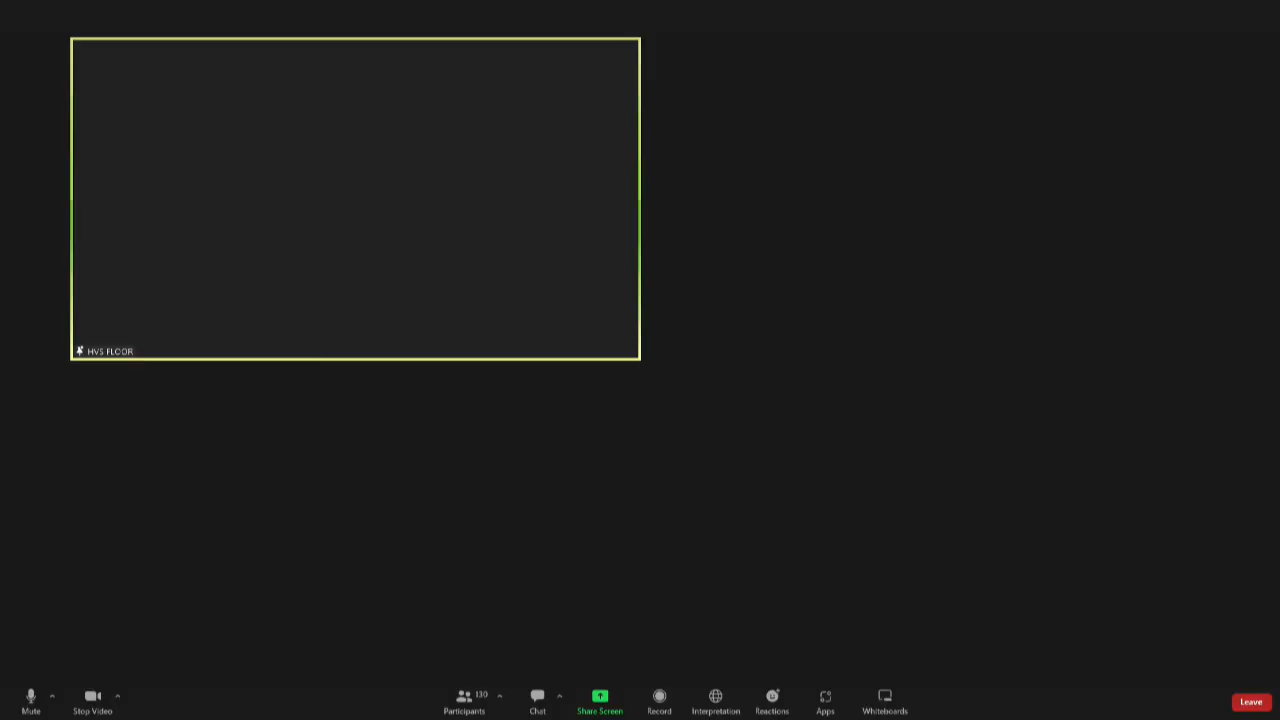 HVS FLOOR
130
Mute
Stop Video
Participants
Chat
Share Screen
Record
Interpretation
Reactions
Apps
Whiteboards
Leave